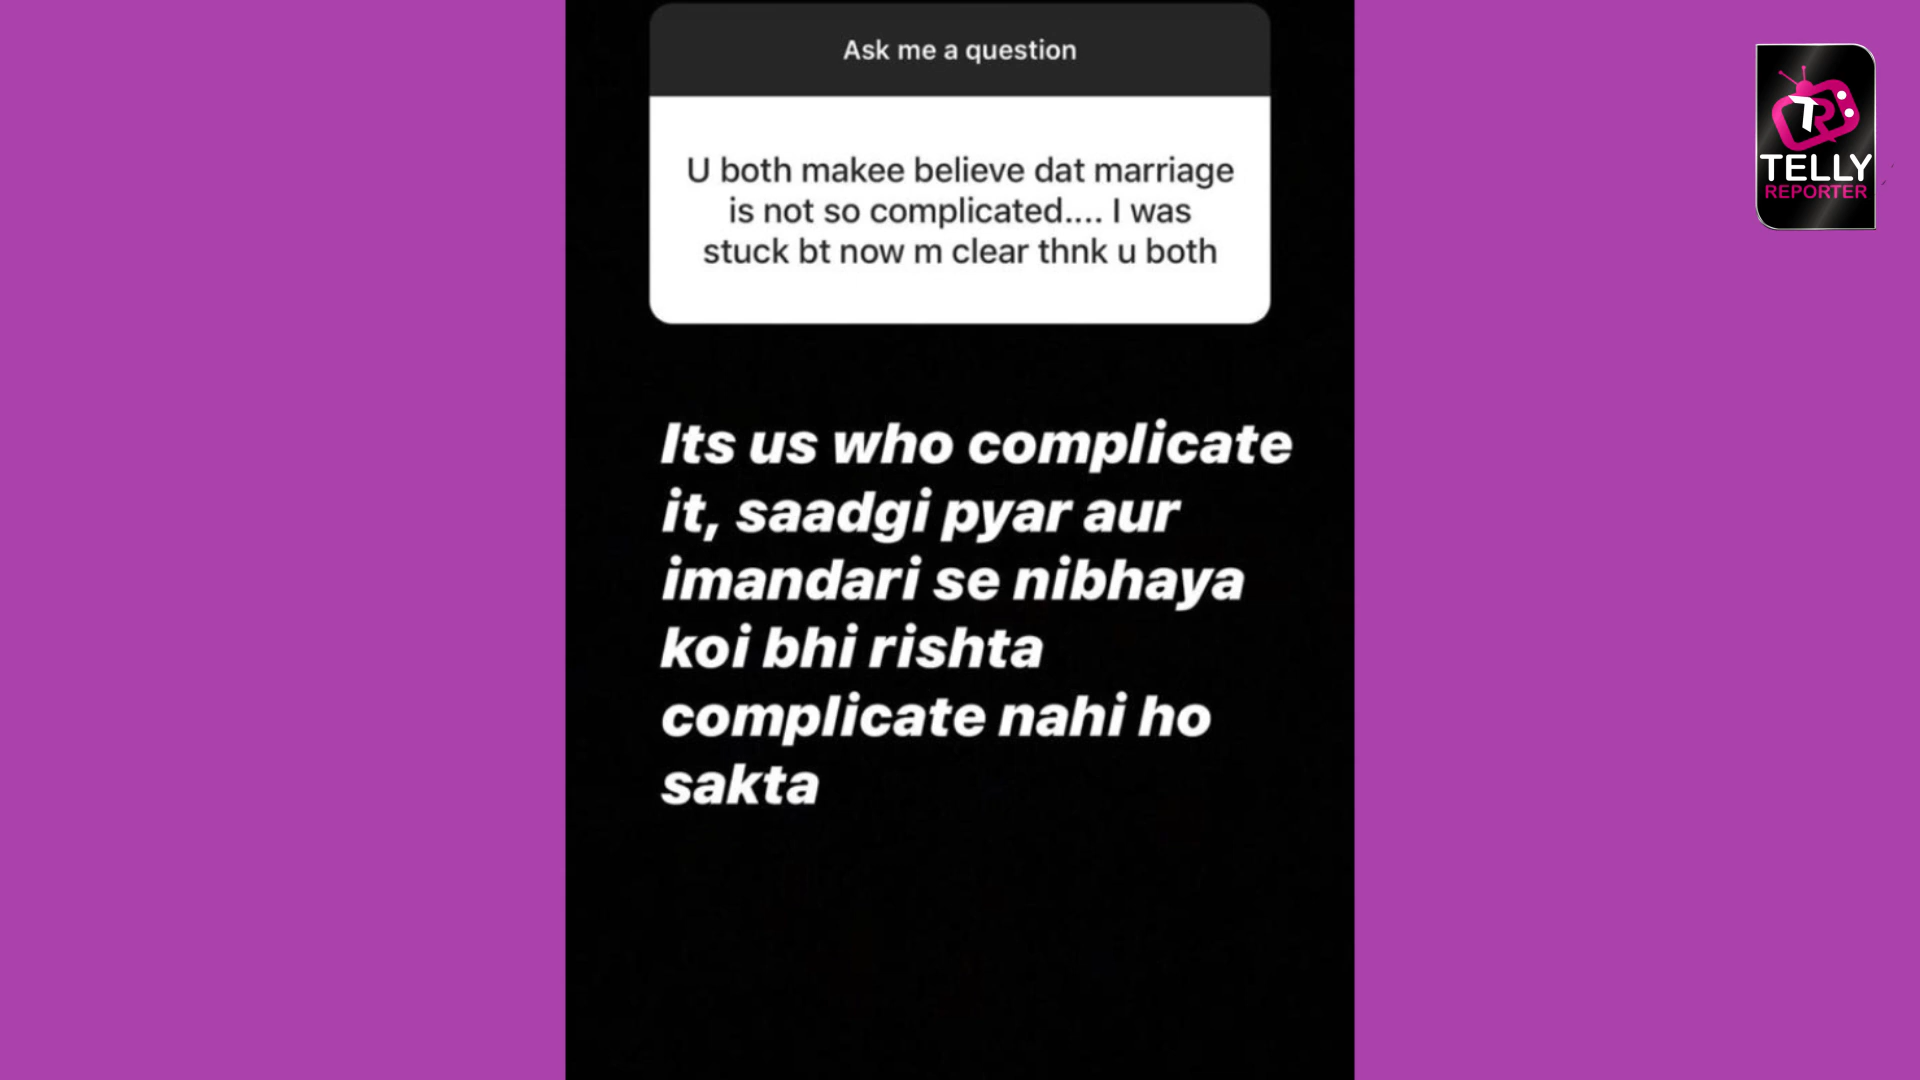 Ask me a question
U both makee believe dat marriage
is not so complicated.... I was
stuck bt now m clear thnk u both
Its us who complicate
it, saadgi pyar aur
imandari se nibhaya
koi bhi rishta
complicate nahi ho
sakta
TR
TELLY
REPORTER